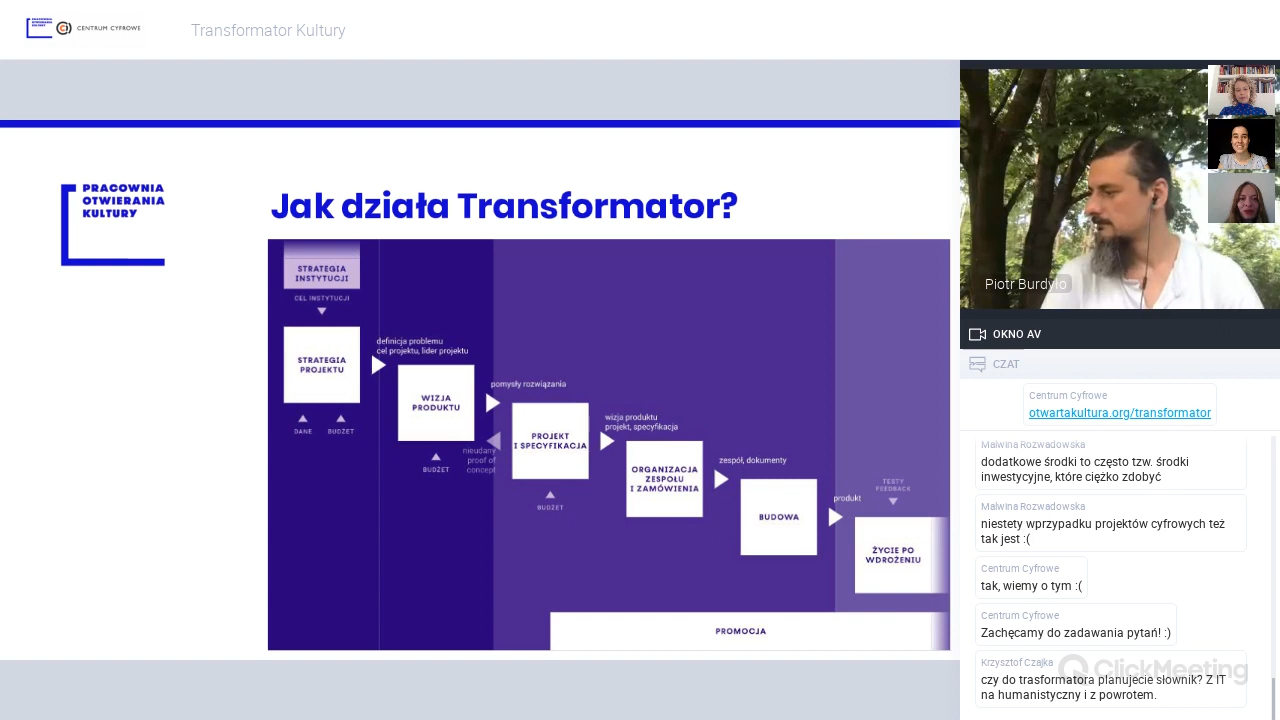 PRACOWNIA
OTWIERANIA
KULTURY
CENTRUM CYFROWE
Transformator Kultury
PRACOWNIA
OTWIERANIA
KULTURY
Jak działa Transformator?
STRATEGIA
INSTYTUCJI
CEL INSTYTUCJI
STRATEGIA
PROJEKTU
DANE
BUDŻET
definicja problemu
cel projektu, lider projektu
WIZJA
PRODUKTU
BUDŻET
pomysły rozwiązania
nieudany
proof of
concept
PROJEKT
I SPECYFIKACJA
BUDŻET
wizja produktu
projekt, specyfikacja
ORGANIZACJA
ZESPOŁU
I ZAMÓWIENIA
zespół, dokumenty
BUDOWA
produkt
TESTY
FEEDBACK
ŻYCIE PO
WDROŻENIU
PROMOCJA
Piotr Burdyło
OKNO AV
CZAT
Centrum Cyfrowe
otwartakultura.org/transformator
Malwina Rozwadowska
dodatkowe środki to często tzw. środki
inwestycyjne, które ciężko zdobyć
Malwina Rozwadowska
niestety wprzypadku projektów cyfrowych też
tak jest :(
Centrum Cyfrowe
tak, wiemy o tym :(
Centrum Cyfrowe
Zachęcamy do zadawania pytań! :)
Krzysztof Czajka
czy do trasformatora planujecie słownik? Z IT
na humanistyczny i z powrotem.
ClickMeeting